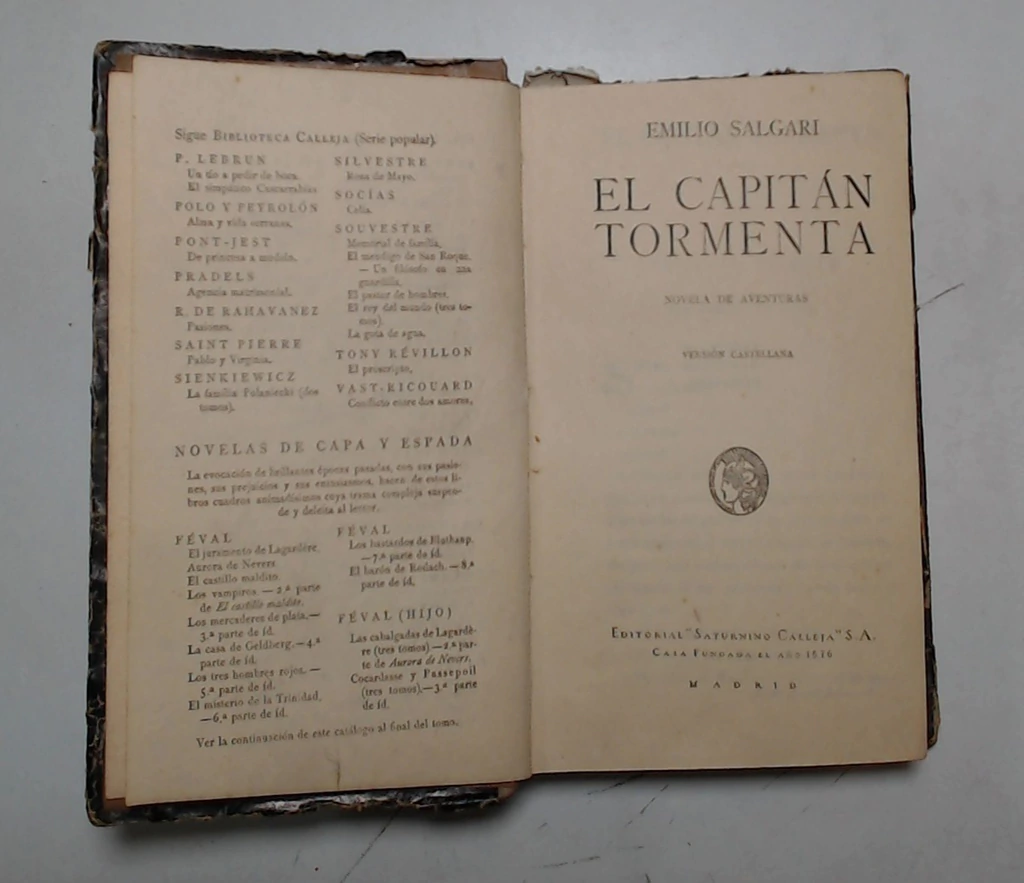 Sigue BIBLIOTECA CALLEJA (Serie popular).
P. LEBRUN
Un tío a pedir de boca.
El simpático Cascarrabias
POLO Y PEYROLÓN
Alma y vida serranas.
PONT-JEST
De princesa a modelo.
PRADELS
Agencia matrimonial.
R. DE RAHAVANEZ
Pasiones.
SAINT PIERRE
Pablo y Virginia.
SIENKIEWICZ
La familia Polaniecki (dos
tomos).
SILVESTRE
Rosa de Mayo.
SOCÍAS
Celia.
SOUVESTRE
Memorial de familia.
El mendigo de San Roque.
— Un filósofo en una
guardilla.
El pastor de hombres.
El rey del mundo (tres to-
mos).
La gota de agua.
TONY RÉVILLON
El proscripto.
VAST-RICOUARD
Conflicto entre dos amores.
NOVELAS DE CAPA Y ESPADA
La evocación de brillantes épocas pasadas, con sus pasio-
nes, sus prejuicios y sus entusiasmos, hacen de estos li-
bros cuadros animadísimos cuya trama compleja suspen-
de y deleita al lector.
FÉVAL
El juramento de Lagardère.
Aurora de Nevers.
El castillo maldito.
Los vampiros. — 2.ª parte
de El castillo maldito.
Los mercaderes de plata.—
3.ª parte de íd.
La casa de Geldberg.—4.ª
parte de íd.
Los tres hombres rojos. —
5.ª parte de íd.
El misterio de la Trinidad.
—6.ª parte de íd.
FÉVAL
Los bastardos de Bluthaup.
—7.ª parte de íd.
El barón de Rodach. — 8.ª
parte de íd.
FÉVAL (HIJO)
Las cabalgadas de Lagardè-
re (tres tomos).—2.ª par-
te de Aurora de Nevers.
Cocardasse y Passepoil
(tres tomos).—3.ª parte
de íd.
Ver la continuación de este catálogo al final del tomo.
EMILIO SALGARI
EL CAPITÁN
TORMENTA
NOVELA DE AVENTURAS
VERSIÓN CASTELLANA
EDITORIAL "SATURNINO CALLEJA" S. A.
CASA FUNDADA EL AÑO 1876
MADRID